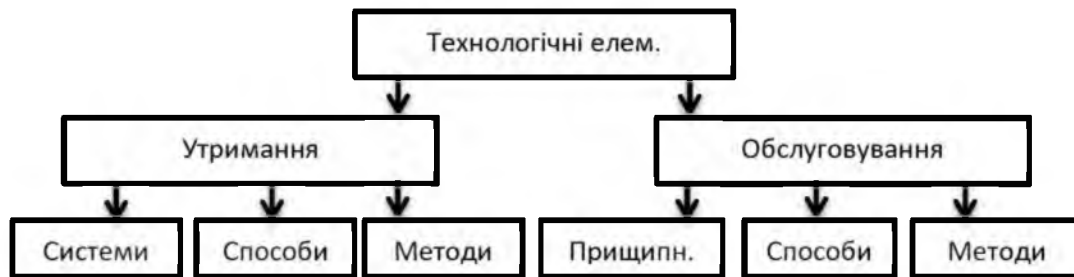 Технологічні елем.
Утримання
Обслуговування
Системи
Способи
Методи
Прищипн.
Способи
Методи